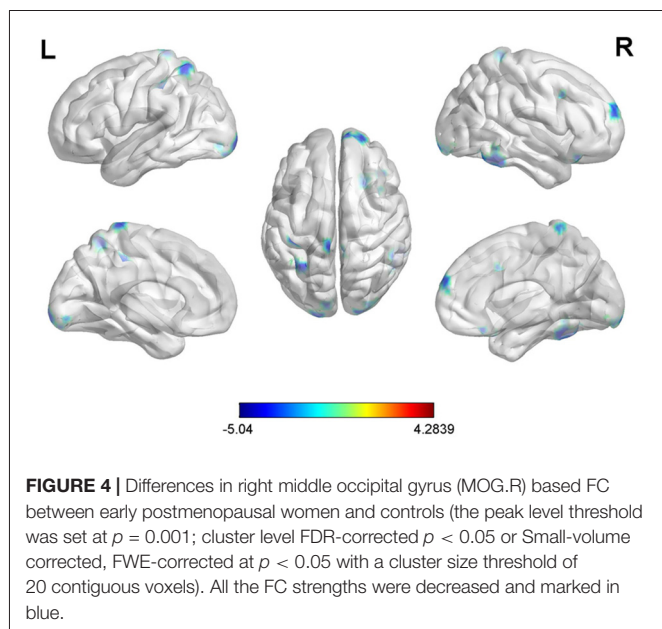 L
R
-5.04 4.2839
FIGURE 4 | Differences in right middle occipital gyrus (MOG.R) based FC
between early postmenopausal women and controls (the peak level threshold
was set at p = 0.001; cluster level FDR-corrected p < 0.05 or Small-volume
corrected, FWE-corrected at p < 0.05 with a cluster size threshold of
20 contiguous voxels). All the FC strengths were decreased and marked in
blue.